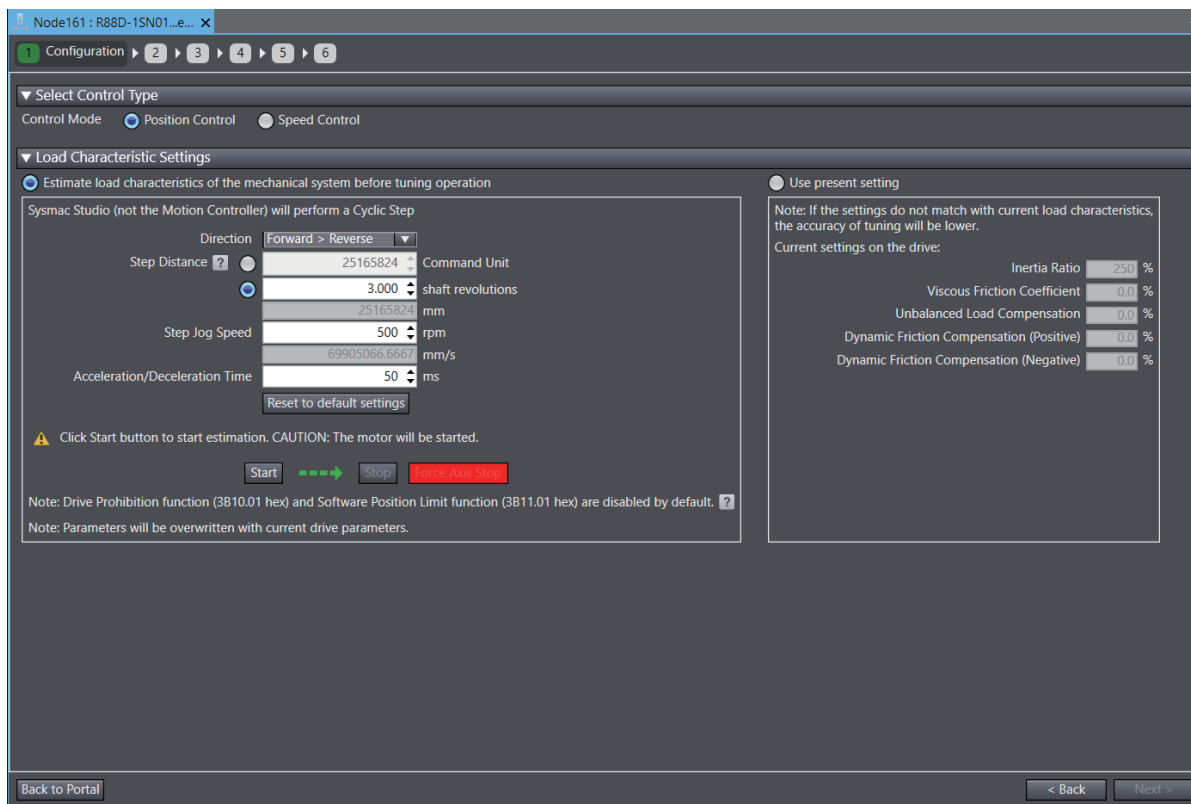 Node161 : R88D-1SN01...e... X
1 Configuration 2 3 4 5 6
Select Control Type
Control Mode Position Control Speed Control
Load Characteristic Settings
Estimate load characteristics of the mechanical system before tuning operation
Sysmac Studio (not the Motion Controller) will perform a Cyclic Step
Direction Forward > Reverse
Step Distance ? 25165824 Command Unit
3.000 shaft revolutions
25165824 mm
Step Jog Speed 500 rpm
69905066.6667 mm/s
Acceleration/Deceleration Time 50 ms
Reset to default settings
Click Start button to start estimation. CAUTION: The motor will be started.
Start Stop Force Axis Stop
Note: Drive Prohibition function (3B10.01 hex) and Software Position Limit function (3B11.01 hex) are disabled by default. ?
Note: Parameters will be overwritten with current drive parameters.
Use present setting
Note: If the settings do not match with current load characteristics,
the accuracy of tuning will be lower.
Current settings on the drive:
Inertia Ratio 250 %
Viscous Friction Coefficient 0.0 %
Unbalanced Load Compensation 0.0 %
Dynamic Friction Compensation (Positive) 0.0 %
Dynamic Friction Compensation (Negative) 0.0 %
Back to Portal < Back Next >